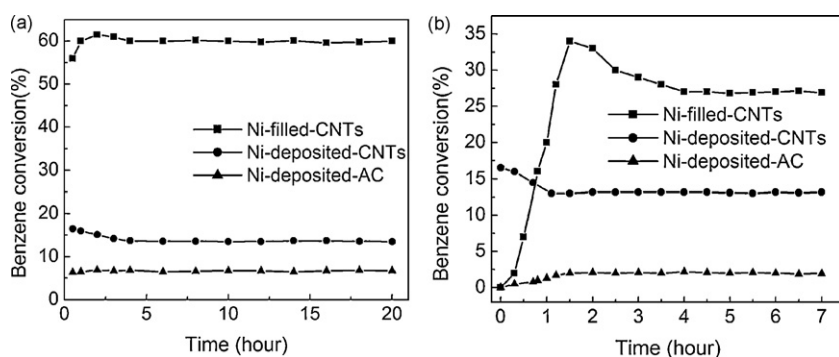 (a)
Benzene conversion(%)
60
50
40
30
20
10
0
Ni-filled-CNTs
Ni-deposited-CNTs
Ni-deposited-AC
0 5 10 15 20
Time (hour)
(b)
Benzene conversion(%)
35
30
25
20
15
10
5
0
Ni-filled-CNTs
Ni-deposited-CNTs
Ni-deposited-AC
0 1 2 3 4 5 6 7
Time (hour)